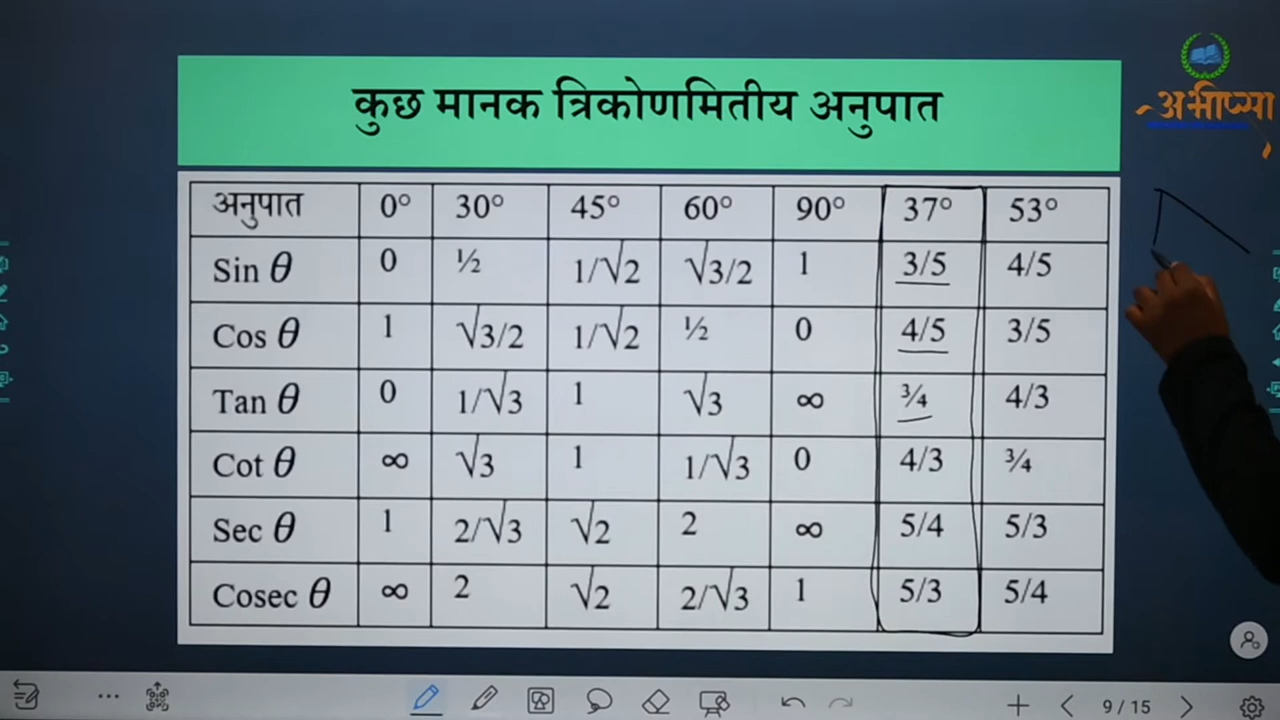 कुछ मानक त्रिकोणमितीय अनुपात
अभीप्सा
अनुपात 0° 30° 45° 60° 90° 37° 53°
Sin θ 0 ½ 1/√2 √3/2 1 3/5 4/5
Cos θ 1 √3/2 1/√2 ½ 0 4/5 3/5
Tan θ 0 1/√3 1 √3 ∞ ¾ 4/3
Cot θ ∞ √3 1 1/√3 0 4/3 ¾
Sec θ 1 2/√3 √2 2 ∞ 5/4 5/3
Cosec θ ∞ 2 √2 2/√3 1 5/3 5/4
9 / 15